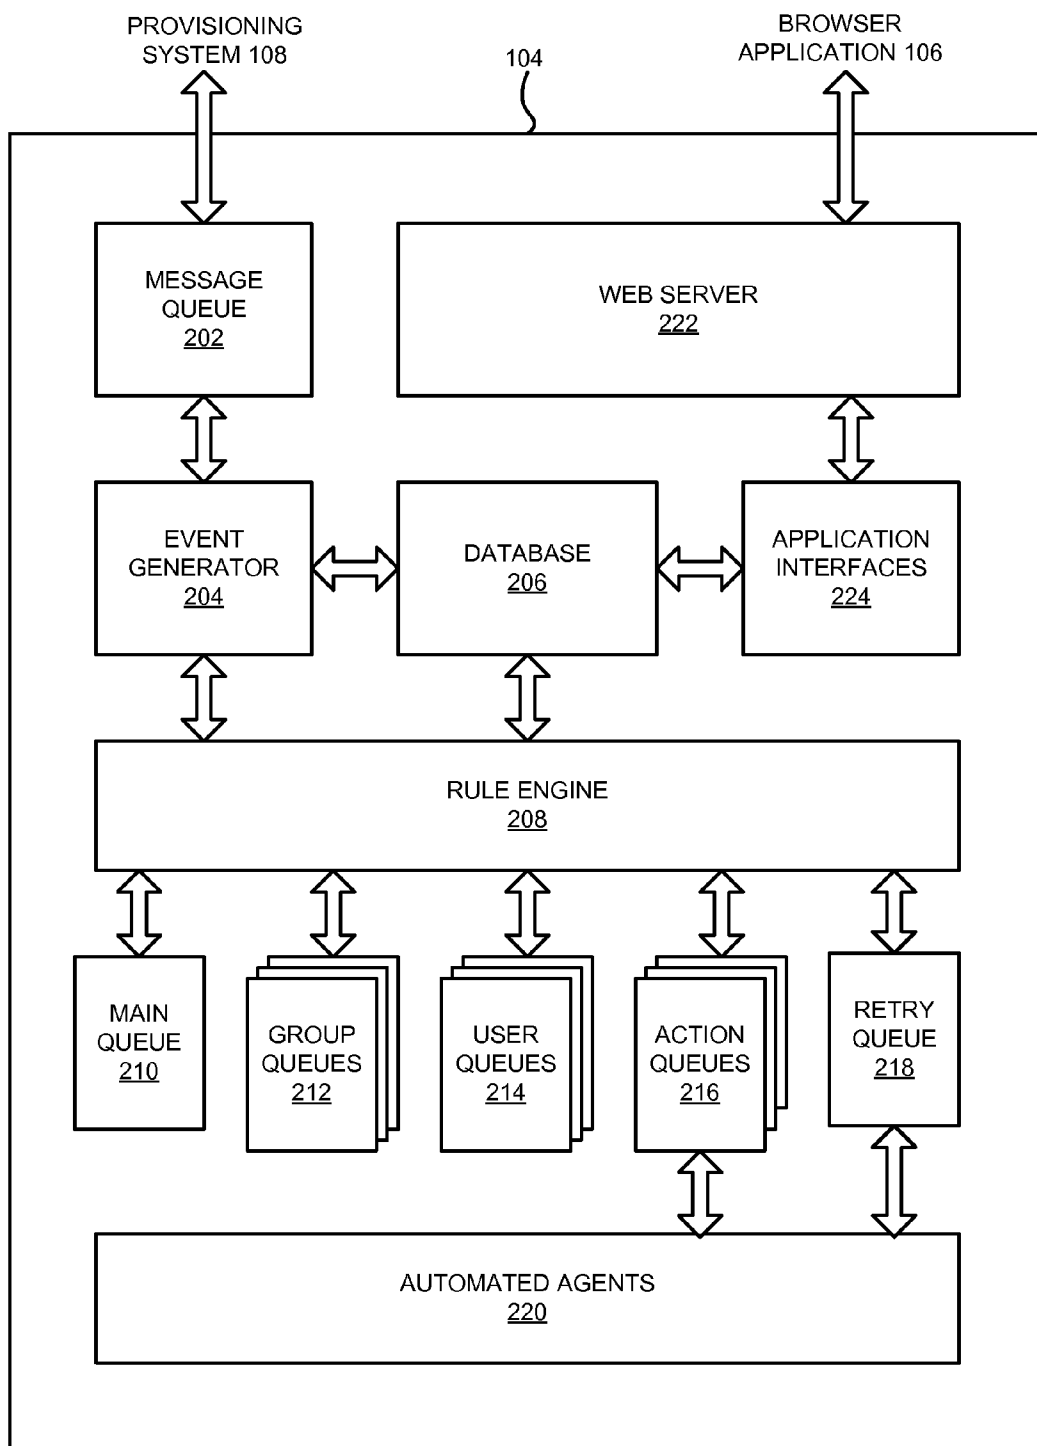 PROVISIONING
SYSTEM 108
BROWSER
APPLICATION 106
104
MESSAGE
QUEUE
202
WEB SERVER
222
EVENT
GENERATOR
204
DATABASE
206
APPLICATION
INTERFACES
224
RULE ENGINE
208
MAIN
QUEUE
210
GROUP
QUEUES
212
USER
QUEUES
214
ACTION
QUEUES
216
RETRY
QUEUE
218
AUTOMATED AGENTS
220